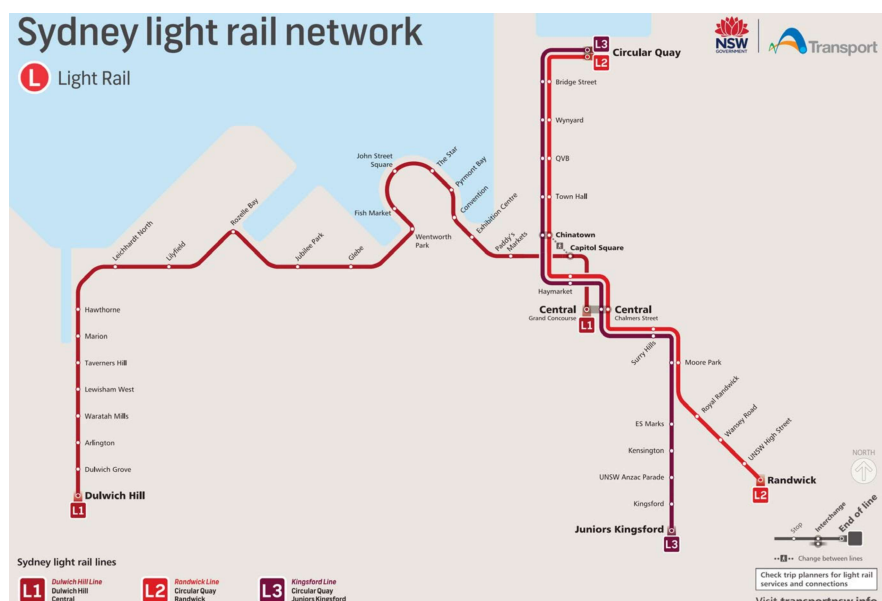 Sydney light rail network
L
Light Rail
NSW
GOVERNMENT
Transport
L3
Circular Quay
L2
Bridge Street
Wynyard
QVB
Town Hall
Chinatown
Capitol Square
Haymarket
Central
Grand Concourse
L1
Central
Chalmers Street
Surry Hills
Moore Park
Royal Randwick
Wansey Road
UNSW High Street
Randwick
L2
ES Marks
Kensington
UNSW Anzac Parade
Kingsford
Juniors Kingsford
L3
John Street
Square
The Star
Pyrmont Bay
Convention
Exhibition Centre
Paddy's
Markets
Fish Market
Wentworth
Park
Glebe
Jubilee Park
Rozelle Bay
Lilyfield
Leichhardt North
Hawthorne
Marion
Taverners Hill
Lewisham West
Waratah Mills
Arlington
Dulwich Grove
Dulwich Hill
L1
NORTH
Stop
Interchange
End of line
Change between lines
Check trip planners for light rail
services and connections
Visit transportnsw.info
Sydney light rail lines
L1
Dulwich Hill Line
Dulwich Hill
Central
L2
Randwick Line
Circular Quay
Randwick
L3
Kingsford Line
Circular Quay
Juniors Kingsford